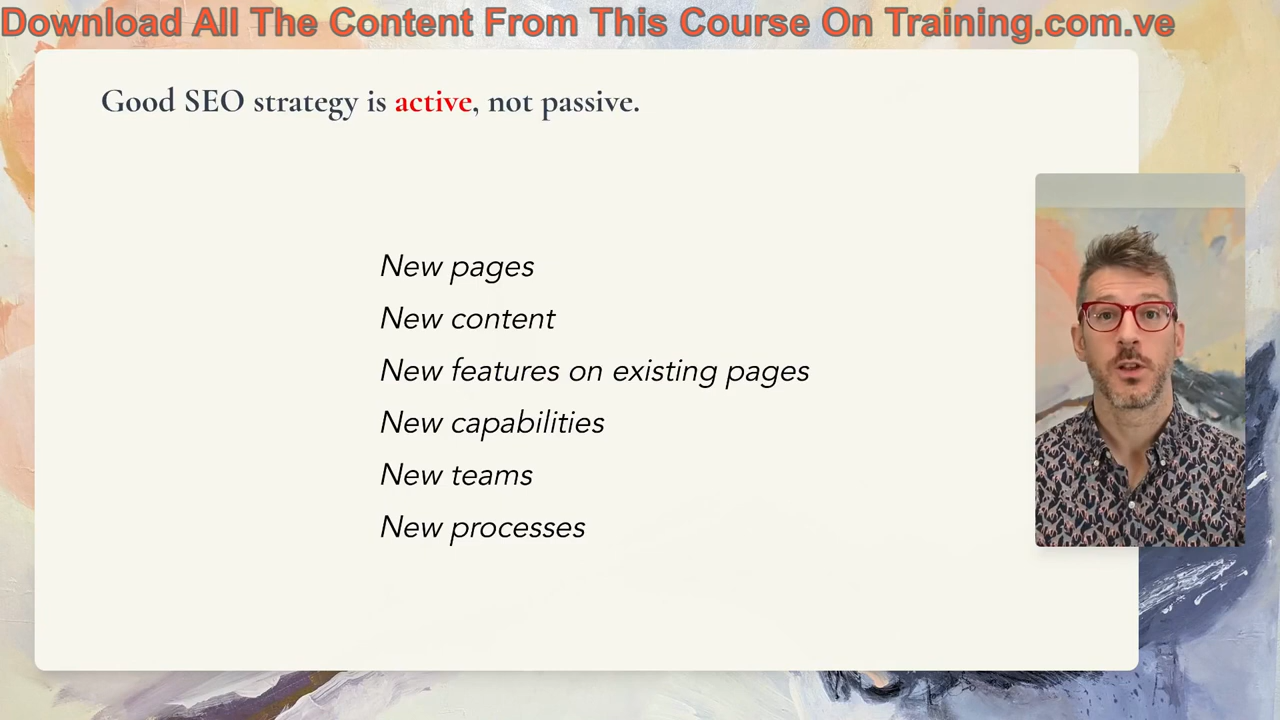 Download All The Content From This Course On Training.com.ve
Good SEO strategy is active, not passive.
New pages
New content
New features on existing pages
New capabilities
New teams
New processes